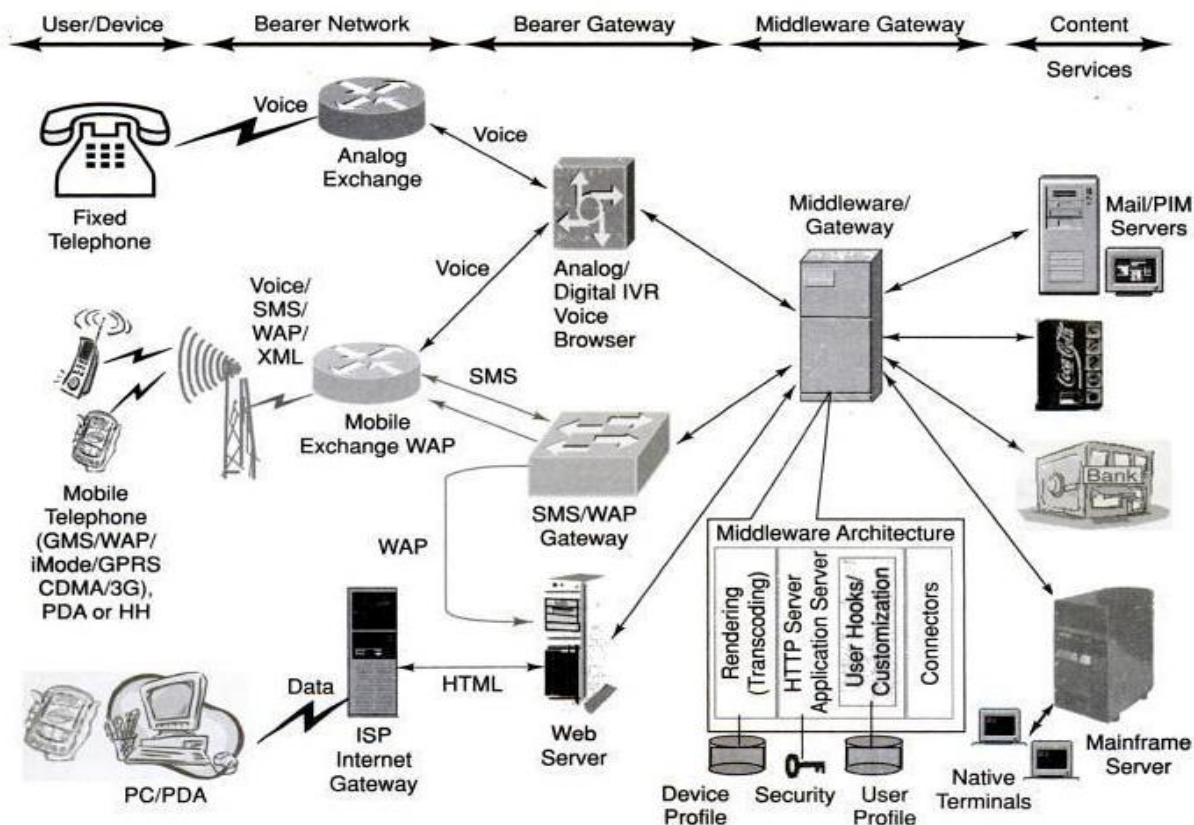 User/Device
Bearer Network
Bearer Gateway
Middleware Gateway
Content
Services
Voice
Analog
Exchange
Voice
Fixed
Telephone
Voice
Analog/
Digital IVR
Voice
Browser
Middleware/
Gateway
Mail/PIM
Servers
Coca-Cola
Voice/
SMS/
WAP/
XML
Mobile
Exchange WAP
SMS
SMS/WAP
Gateway
Bank
Mobile
Telephone
(GMS/WAP/
iMode/GPRS
CDMA/3G),
PDA or HH
WAP
Middleware Architecture
Rendering
(Transcoding)
HTTP Server
Application Server
User Hooks/
Customization
Connectors
Data
ISP
Internet
Gateway
HTML
Web
Server
PC/PDA
Device
Profile
Security
User
Profile
Native
Terminals
Mainframe
Server